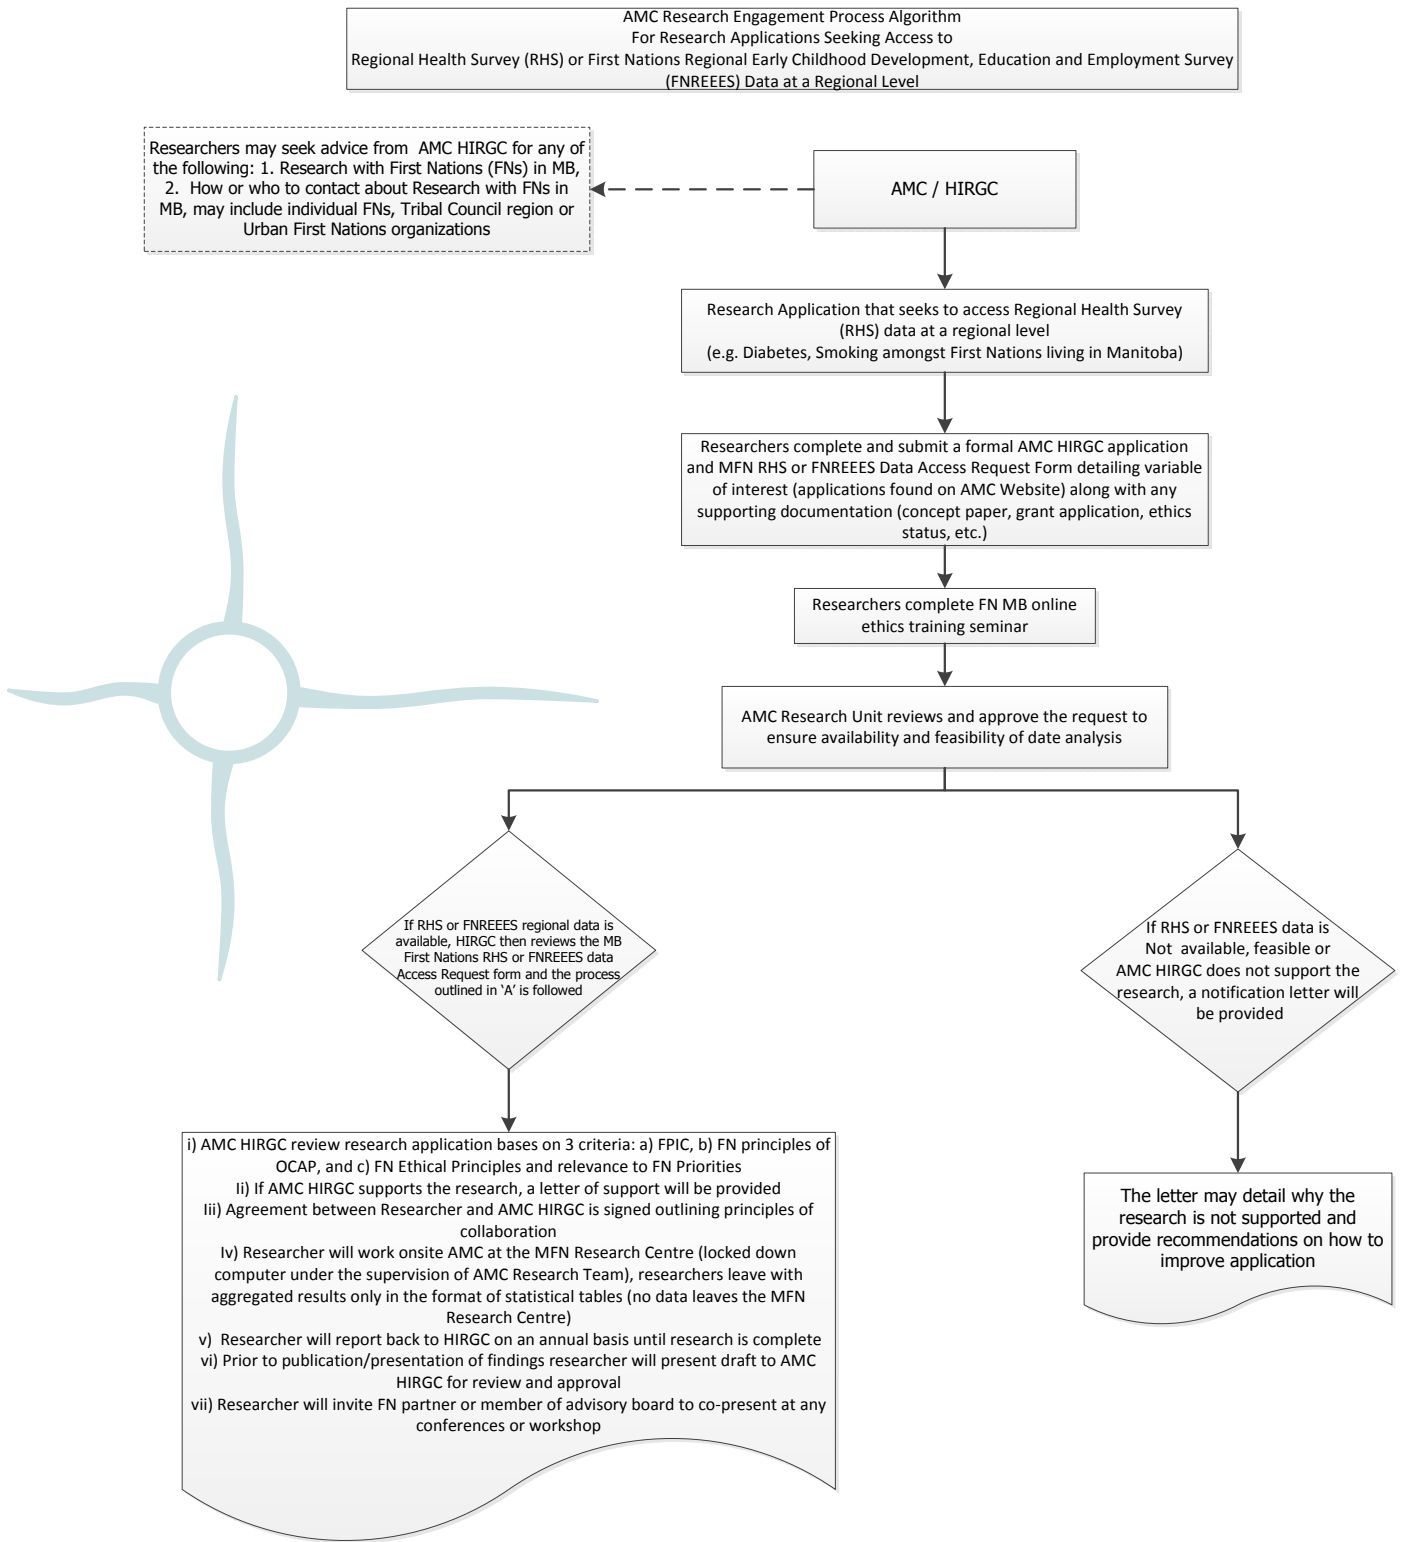 AMC Research Engagement Process Algorithm
For Research Applications Seeking Access to
Regional Health Survey (RHS) or First Nations Regional Early Childhood Development, Education and Employment Survey
(FNREEES) Data at a Regional Level
Researchers may seek advice from AMC HIRGC for any of
the following: 1. Research with First Nations (FNs) in MB,
2. How or who to contact about Research with FNs in
MB, may include individual FNs, Tribal Council region or
Urban First Nations organizations
AMC / HIRGC
Research Application that seeks to access Regional Health Survey
(RHS) data at a regional level
(e.g. Diabetes, Smoking amongst First Nations living in Manitoba)
Researchers complete and submit a formal AMC HIRGC application
and MFN RHS or FNREEES Data Access Request Form detailing variable
of interest (applications found on AMC Website) along with any
supporting documentation (concept paper, grant application, ethics
status, etc.)
Researchers complete FN MB online
ethics training seminar
AMC Research Unit reviews and approve the request to
ensure availability and feasibility of date analysis
If RHS or FNREEES regional data is
available, HIRGC then reviews the MB
First Nations RHS or FNREEES data
Access Request form and the process
outlined in ‘A’ is followed
If RHS or FNREEES data is
Not available, feasible or
AMC HIRGC does not support the
research, a notification letter will
be provided
i) AMC HIRGC review research application bases on 3 criteria: a) FPIC, b) FN principles of
OCAP, and c) FN Ethical Principles and relevance to FN Priorities
Ii) If AMC HIRGC supports the research, a letter of support will be provided
Iii) Agreement between Researcher and AMC HIRGC is signed outlining principles of
collaboration
Iv) Researcher will work onsite AMC at the MFN Research Centre (locked down
computer under the supervision of AMC Research Team), researchers leave with
aggregated results only in the format of statistical tables (no data leaves the MFN
Research Centre)
v) Researcher will report back to HIRGC on an annual basis until research is complete
vi) Prior to publication/presentation of findings researcher will present draft to AMC
HIRGC for review and approval
vii) Researcher will invite FN partner or member of advisory board to co-present at any
conferences or workshop
The letter may detail why the
research is not supported and
provide recommendations on how to
improve application